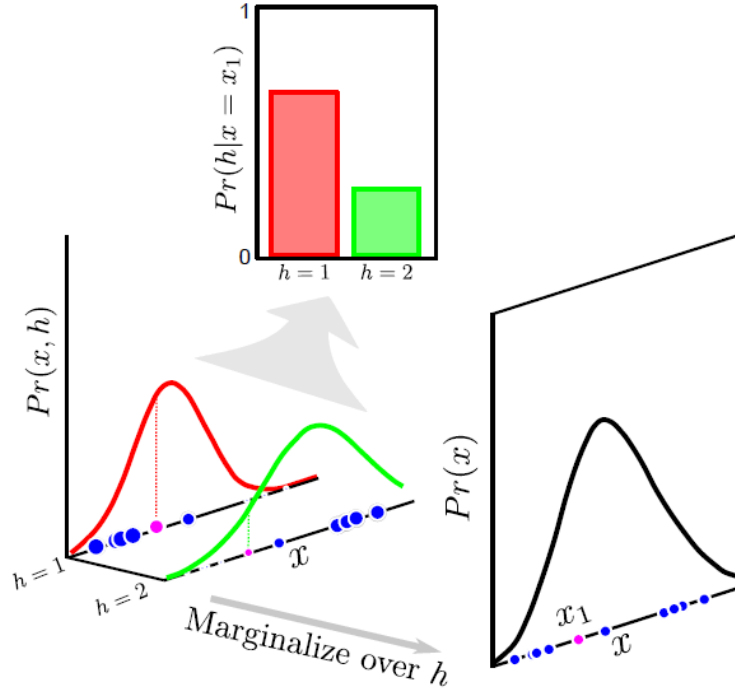 1
Pr(h|x = x₁)
0
h = 1
h = 2
Pr(x, h)
h = 1
h = 2
x
Marginalize over h
Pr(x)
x₁
x